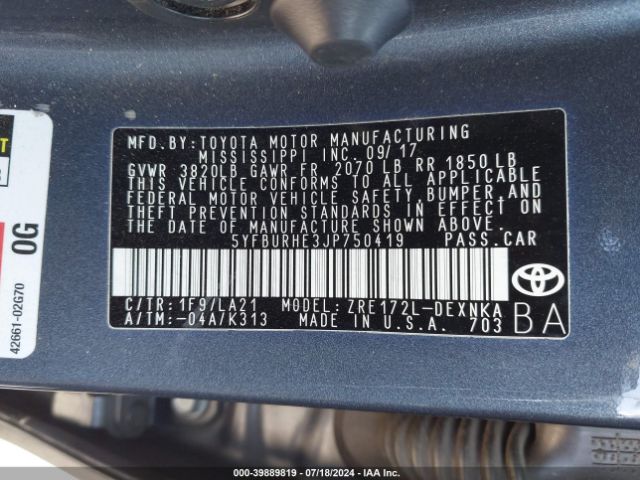 MFD. BY: TOYOTA MOTOR MANUFACTURING
MISSISSIPPI INC. 09/17
GVWR 3820LB GAWR FR. 2070 LB RR 1850 LB
THIS VEHICLE CONFORMS TO ALL APPLICABLE
FEDERAL MOTOR VEHICLE SAFETY, BUMPER, AND
THEFT PREVENTION STANDARDS IN EFFECT ON
THE DATE OF MANUFACTURE SHOWN ABOVE.
5YFBURHE3JP750419 PASS. CAR
C/TR: 1F9/LA21 MODEL: ZRE172L-DEXNKA
A/TM: -04A/K313 MADE IN U.S.A. 703
BA
0G
42661-02G70
000-39889819 / 07/18/2024 / IAA Inc.